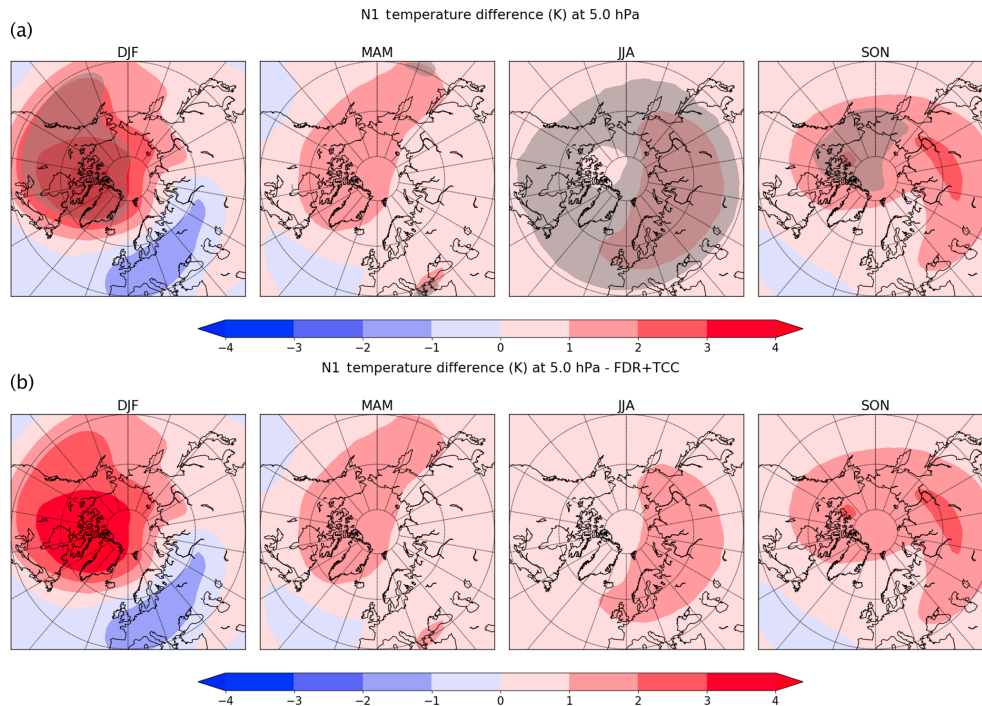 N1 temperature difference (K) at 5.0 hPa
(a)
DJF MAM JJA SON
−4 −3 −2 −1 0 1 2 3 4
N1 temperature difference (K) at 5.0 hPa - FDR+TCC
(b)
DJF MAM JJA SON
−4 −3 −2 −1 0 1 2 3 4